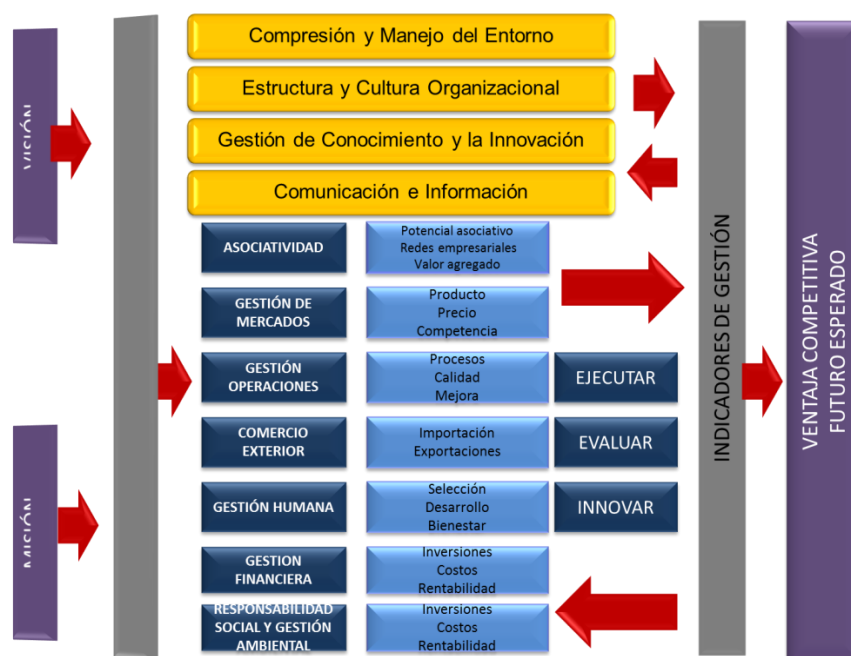 VISIÓN
MISIÓN
Compresión y Manejo del Entorno
Estructura y Cultura Organizacional
Gestión de Conocimiento y la Innovación
Comunicación e Información
ASOCIATIVIDAD
Potencial asociativo
Redes empresariales
Valor agregado
GESTIÓN DE
MERCADOS
Producto
Precio
Competencia
GESTIÓN
OPERACIONES
Procesos
Calidad
Mejora
EJECUTAR
COMERCIO
EXTERIOR
Importación
Exportaciones
EVALUAR
GESTIÓN HUMANA
Selección
Desarrollo
Bienestar
INNOVAR
GESTION
FINANCIERA
Inversiones
Costos
Rentabilidad
RESPONSABILIDAD
SOCIAL Y GESTIÓN
AMBIENTAL
Inversiones
Costos
Rentabilidad
INDICADORES DE GESTIÓN
VENTAJA COMPETITIVA
FUTURO ESPERADO